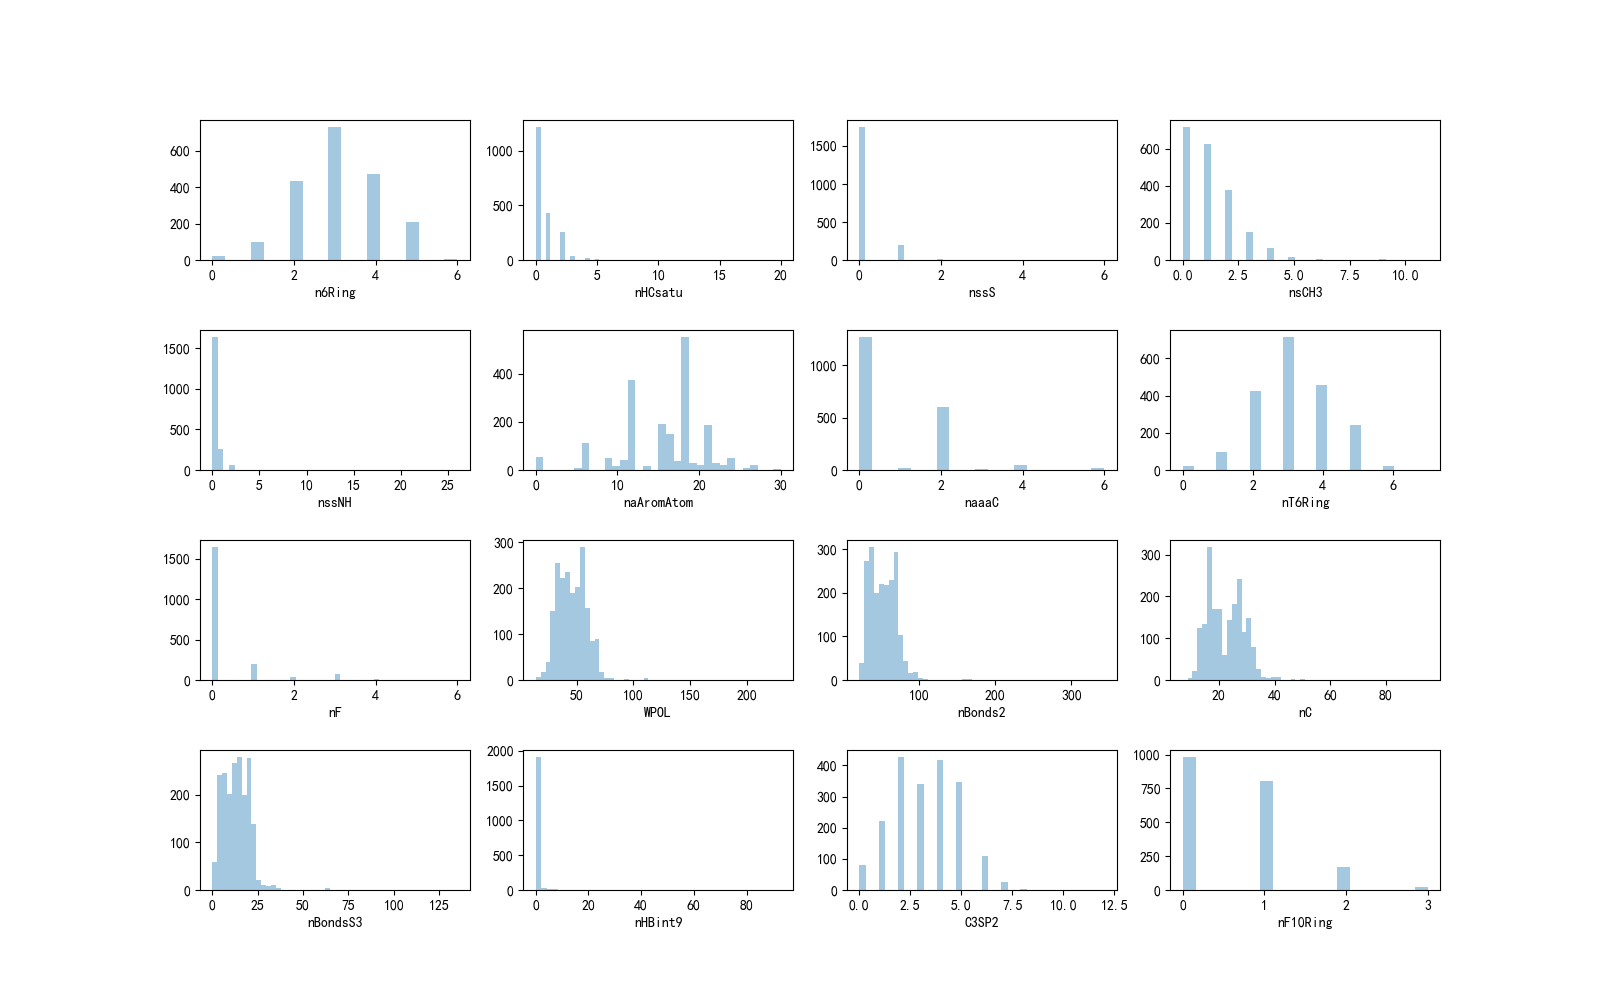 600
400
200
0
0 2 4 6
n6Ring
1000
500
0
0 5 10 15 20
nHCsatu
1500
1000
500
0
0 2 4 6
nssS
600
400
200
0
0.0 2.5 5.0 7.5 10.0
nsCH3
1500
1000
500
0
0 5 10 15 20 25
nssNH
400
200
0
0 10 20 30
naAromAtom
1000
500
0
0 2 4 6
naaaC
600
400
200
0
0 2 4 6
nT6Ring
1500
1000
500
0
0 2 4 6
nF
300
200
100
0
50 100 150 200
WPOL
300
200
100
0
100 200 300
nBonds2
300
200
100
0
20 40 60 80
nC
200
100
0
0 25 50 75 100 125
nBondsS3
2000
1500
1000
500
0
0 20 40 60 80
nHBint9
400
300
200
100
0
0.0 2.5 5.0 7.5 10.0 12.5
C3SP2
1000
750
500
250
0
0 1 2 3
nF10Ring